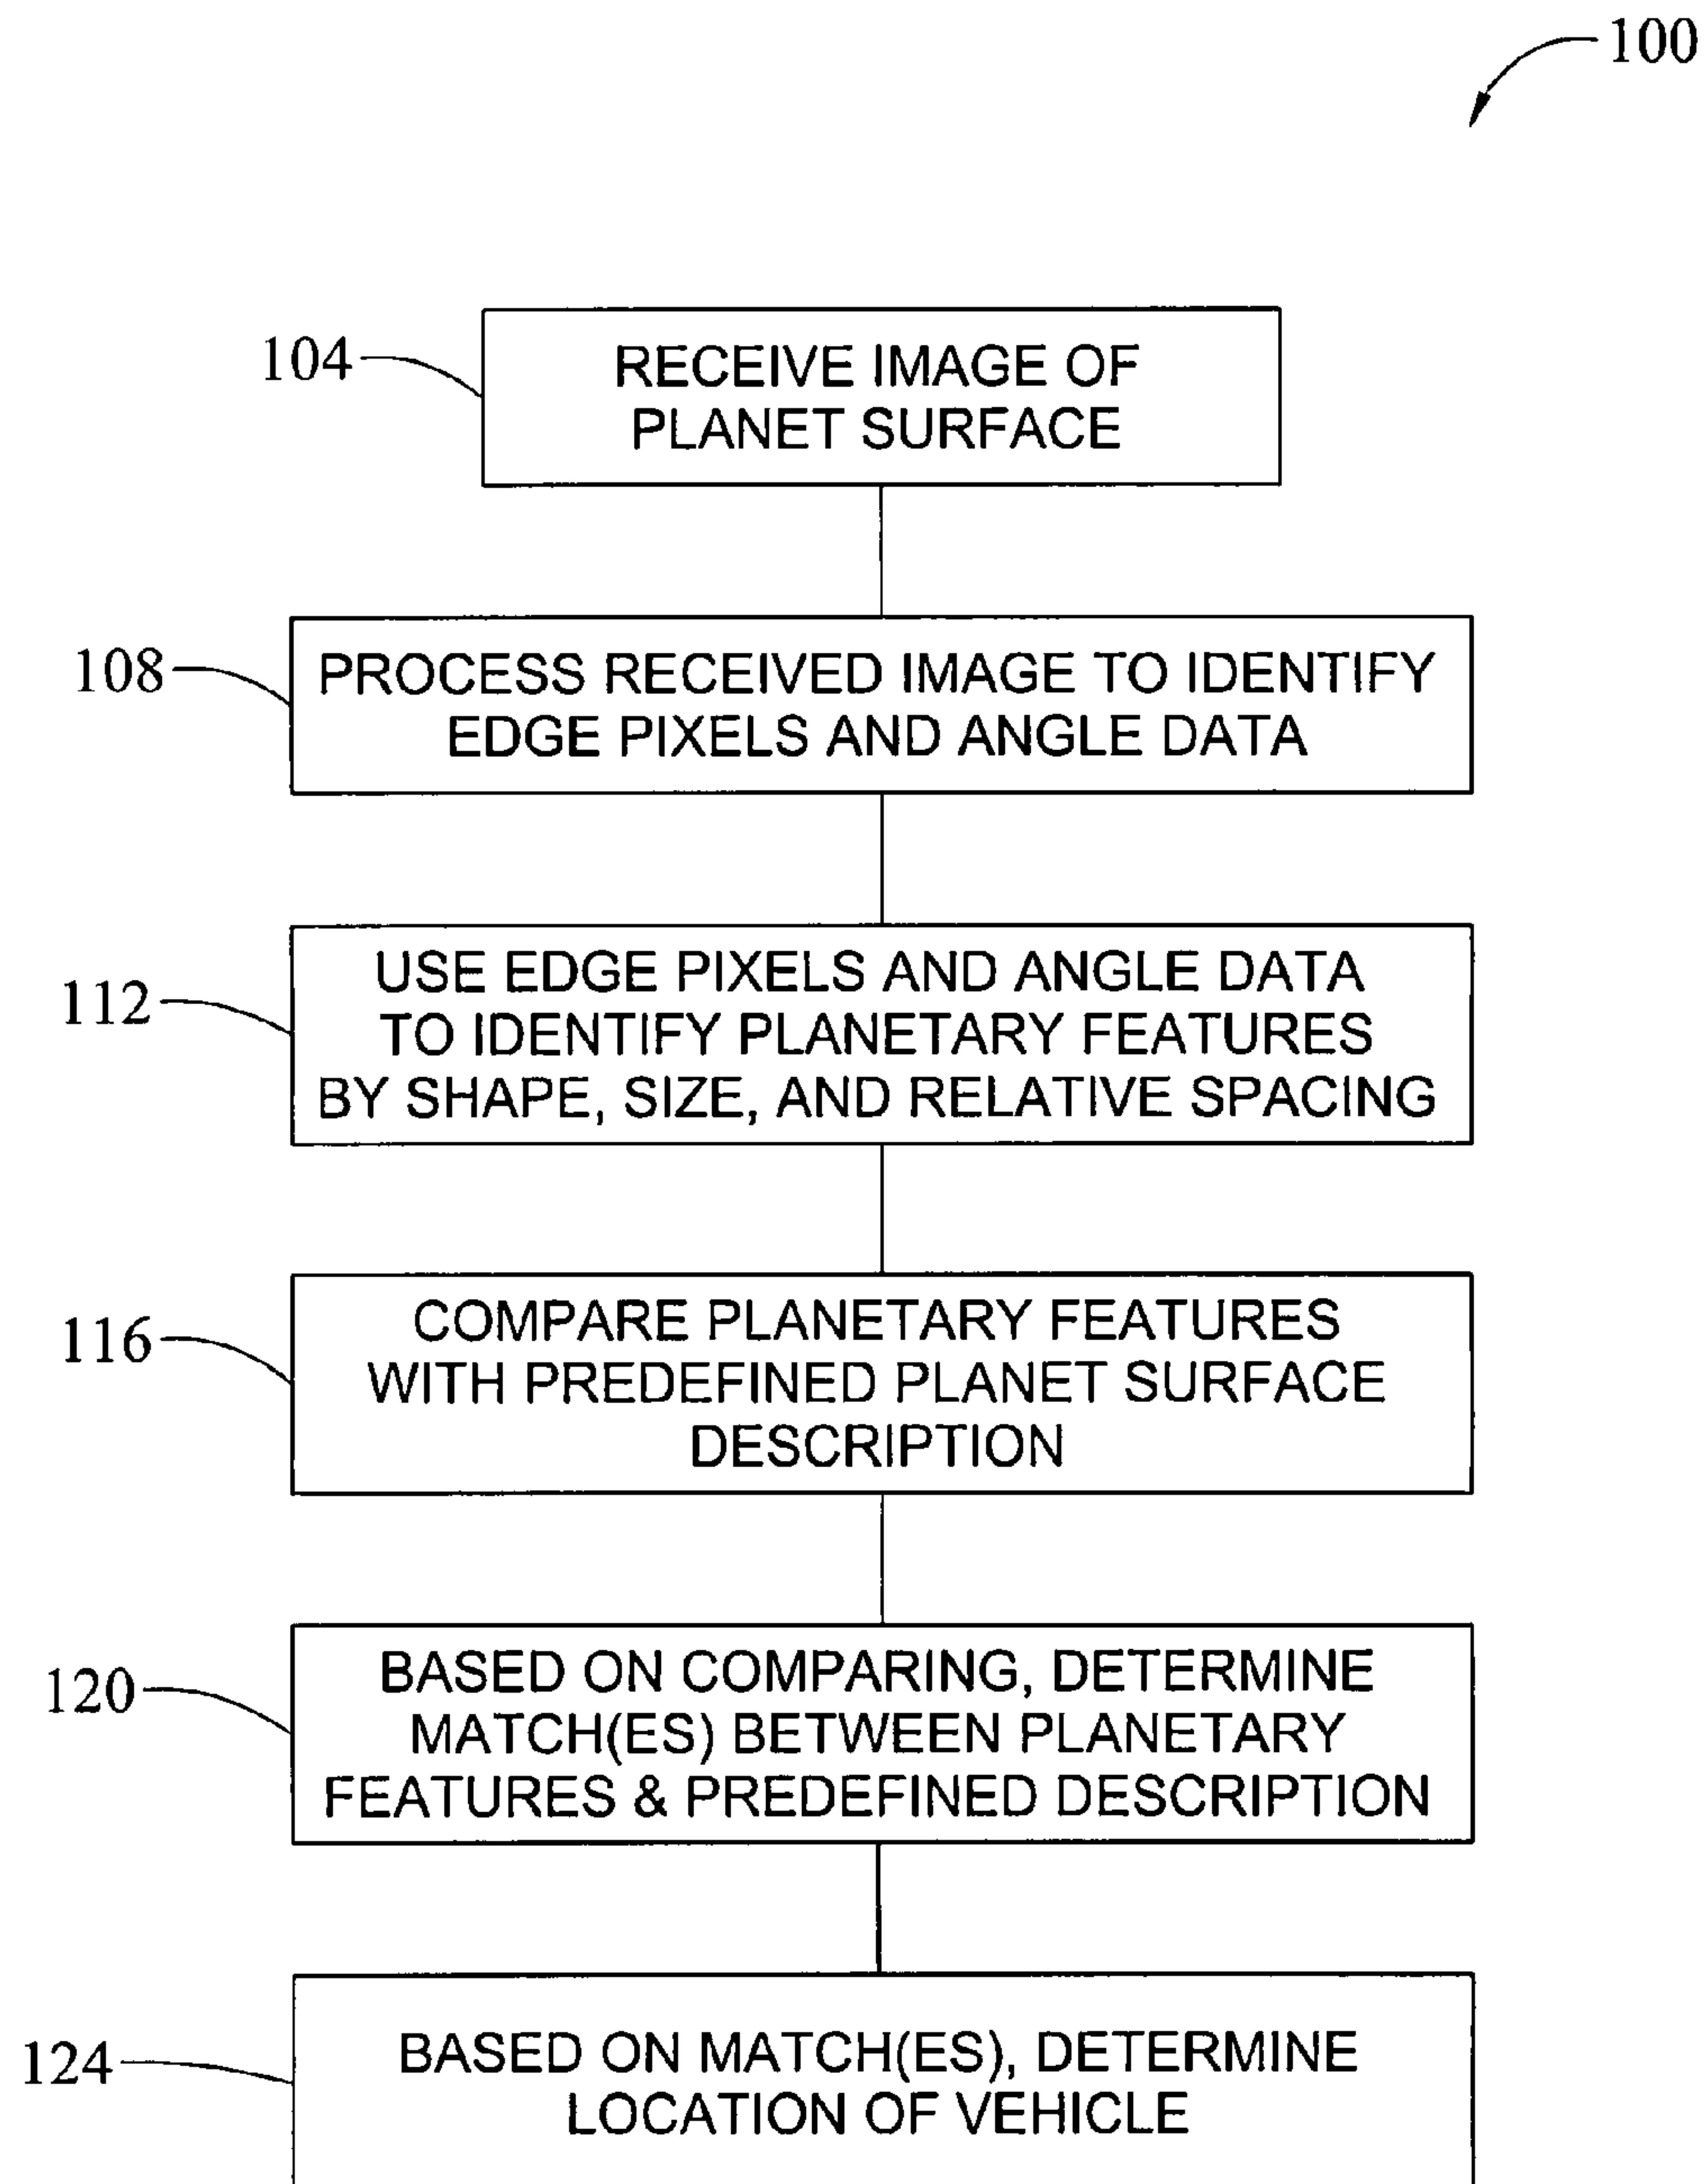 100
104
RECEIVE IMAGE OF
PLANET SURFACE
108
PROCESS RECEIVED IMAGE TO IDENTIFY
EDGE PIXELS AND ANGLE DATA
112
USE EDGE PIXELS AND ANGLE DATA
TO IDENTIFY PLANETARY FEATURES
BY SHAPE, SIZE, AND RELATIVE SPACING
116
COMPARE PLANETARY FEATURES
WITH PREDEFINED PLANET SURFACE
DESCRIPTION
120
BASED ON COMPARING, DETERMINE
MATCH(ES) BETWEEN PLANETARY
FEATURES & PREDEFINED DESCRIPTION
124
BASED ON MATCH(ES), DETERMINE
LOCATION OF VEHICLE